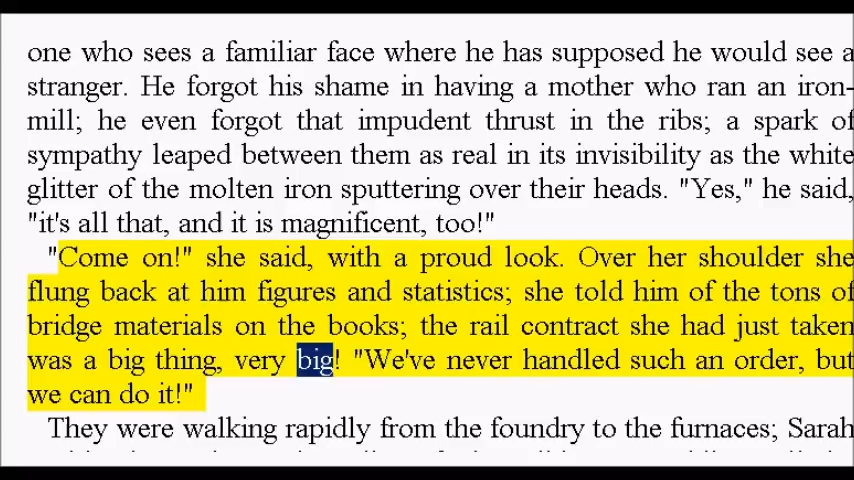 one who sees a familiar face where he has supposed he would see a
stranger. He forgot his shame in having a mother who ran an iron-
mill; he even forgot that impudent thrust in the ribs; a spark of
sympathy leaped between them as real in its invisibility as the white
glitter of the molten iron sputtering over their heads. "Yes," he said,
"it's all that, and it is magnificent, too!"
"Come on!" she said, with a proud look. Over her shoulder she
flung back at him figures and statistics; she told him of the tons of
bridge materials on the books; the rail contract she had just taken
was a big thing, very big! "We've never handled such an order, but
we can do it!"
They were walking rapidly from the foundry to the furnaces; Sarah